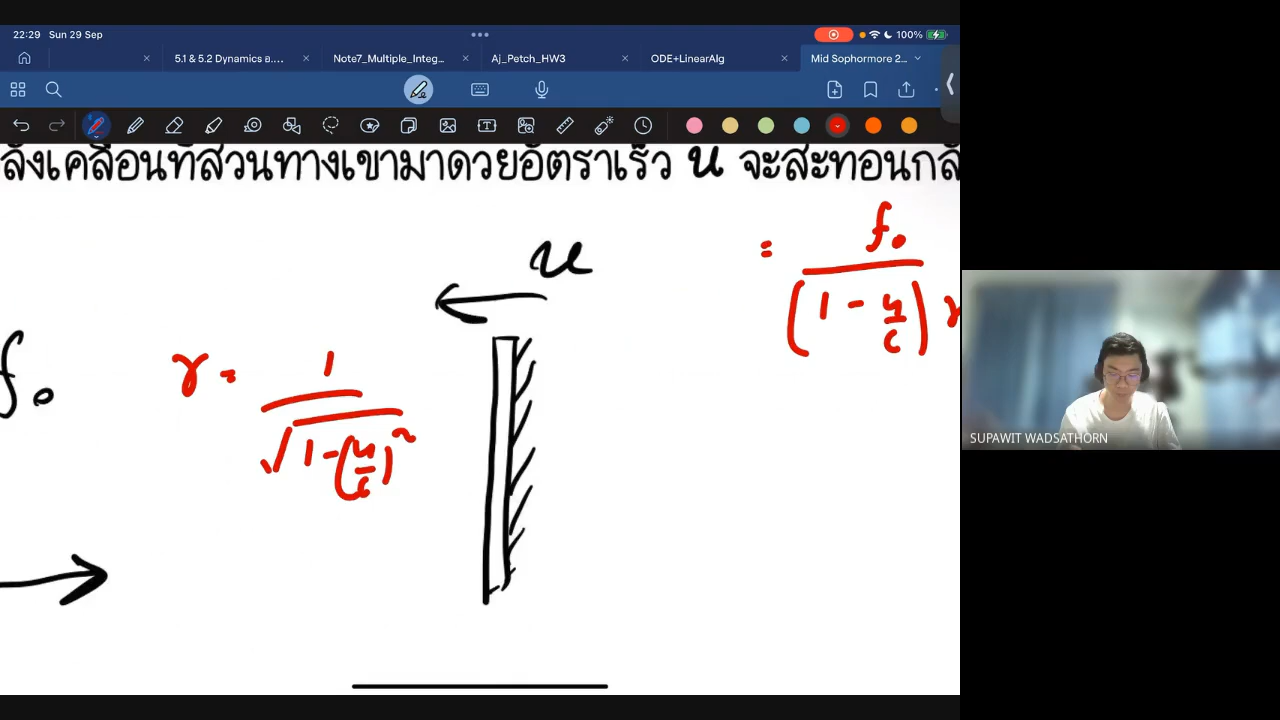 22:29 Sun 29 Sep
100%
5.1 & 5.2 Dynamics a....
Note7_Multiple_Integ...
Aj_Petch_HW3
ODE+LinearAlg
Mid Sophormore 2...
ลังเคลื่อนที่สวนทางเข้ามาด้วยอัตราเร็ว u จะสะท้อนกลั
u
= f₀ / (1 - u/c) γ
f₀
γ = 1 / √(1 - (u/c)²)
SUPAWIT WADSATHORN